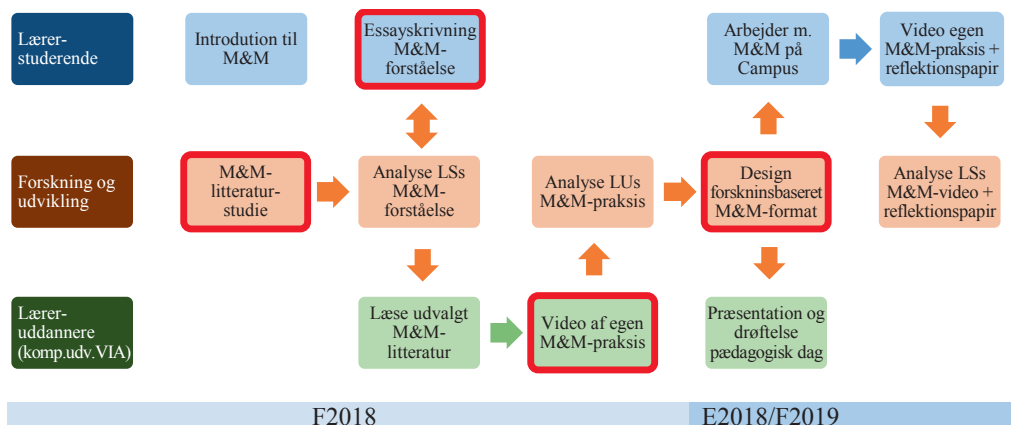 Lærer-
studerende
Introdution til
M&M
Essayskrivning
M&M-
forståelse
Arbejder m.
M&M på
Campus
Video egen
M&M-praksis +
reflektionspapir
Forskning og
udvikling
M&M-
litteratur-
studie
Analyse LSs
M&M-
forståelse
Analyse LUs
M&M-praksis
Design
forskninsbaseret
M&M-format
Analyse LSs
M&M-video +
reflektionspapir
Lærer-
uddannere
(komp.udv.VIA)
Læse udvalgt
M&M-
litteratur
Video af egen
M&M-praksis
Præsentation og
drøftelse
pædagogisk dag
F2018
E2018/F2019